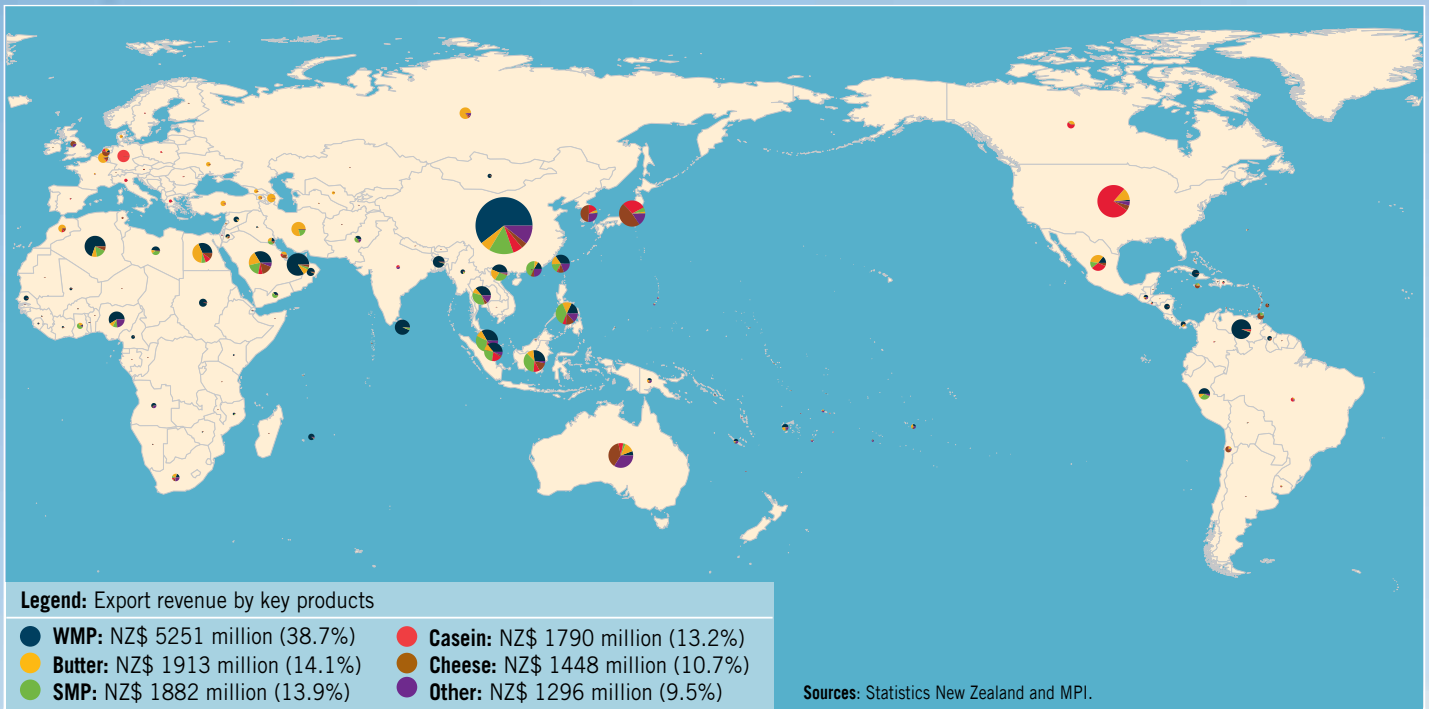 Legend: Export revenue by key products
WMP: NZ$ 5251 million (38.7%)
Butter: NZ$ 1913 million (14.1%)
SMP: NZ$ 1882 million (13.9%)
Casein: NZ$ 1790 million (13.2%)
Cheese: NZ$ 1448 million (10.7%)
Other: NZ$ 1296 million (9.5%)
Sources: Statistics New Zealand and MPI.